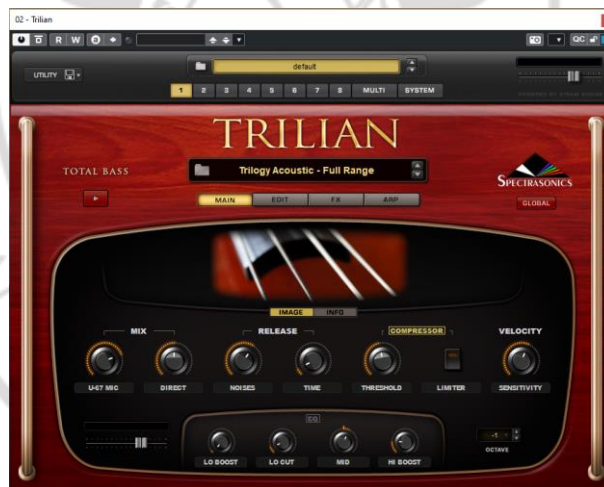 02 - Trilian
R W QC
UTILITY default
1 2 3 4 5 6 7 8 MULTI SYSTEM
TRILIAN
TOTAL BASS
Trilogy Acoustic - Full Range
SPECTRASONICS
MAIN EDIT FX ARP
GLOBAL
IMAGE INFO
MIX RELEASE COMPRESSOR VELOCITY
U-67 MIC DIRECT NOISES TIME THRESHOLD LIMITER SENSITIVITY
EQ
-1
OCTAVE
LO BOOST LO CUT MID HI BOOST